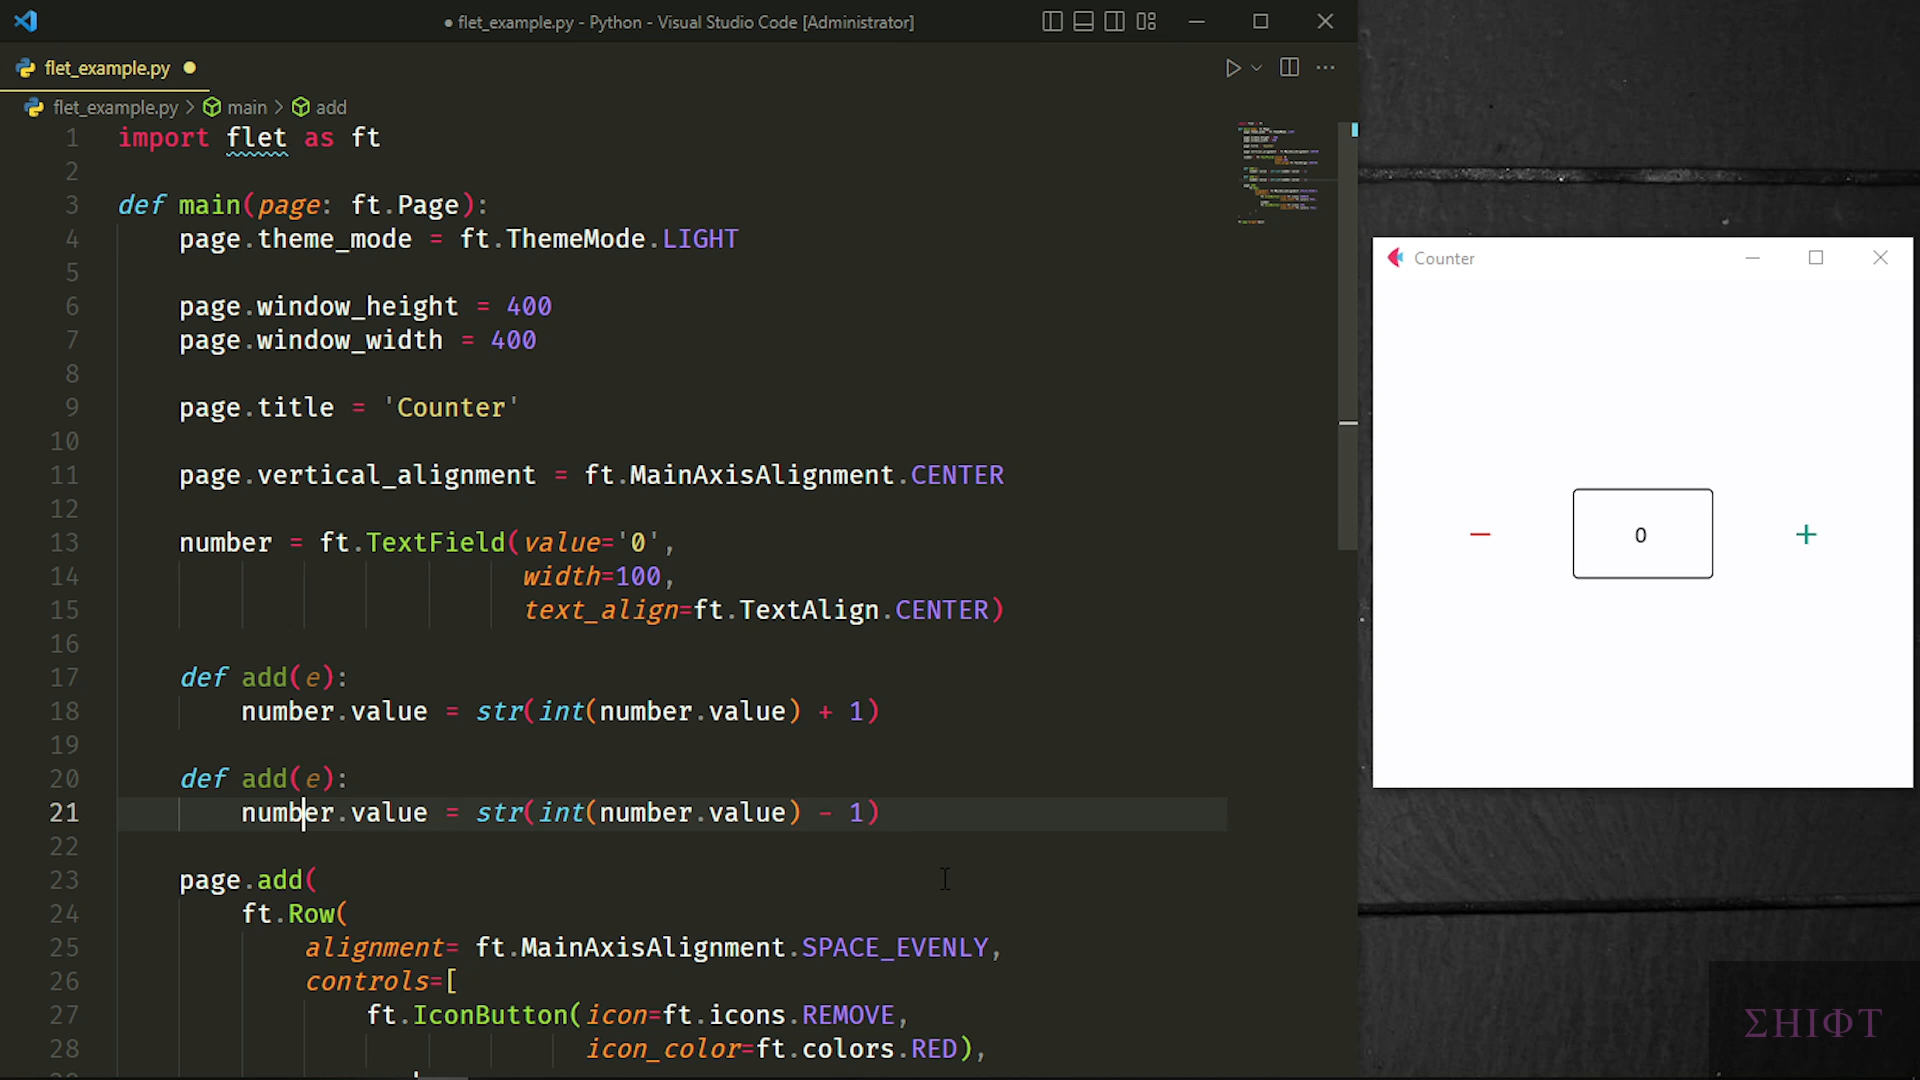 flet_example.py - Python - Visual Studio Code [Administrator]
flet_example.py
flet_example.py > main > add
1 import flet as ft
2
3 def main(page: ft.Page):
4 page.theme_mode = ft.ThemeMode.LIGHT
5
6 page.window_height = 400
7 page.window_width = 400
8
9 page.title = 'Counter'
10
11 page.vertical_alignment = ft.MainAxisAlignment.CENTER
12
13 number = ft.TextField(value='0',
14 width=100,
15 text_align=ft.TextAlign.CENTER)
16
17 def add(e):
18 number.value = str(int(number.value) + 1)
19
20 def add(e):
21 number.value = str(int(number.value) - 1)
22
23 page.add(
24 ft.Row(
25 alignment= ft.MainAxisAlignment.SPACE_EVENLY,
26 controls=[
27 ft.IconButton(icon=ft.icons.REMOVE,
28 icon_color=ft.colors.RED),
Counter
− 0 +
ΣHIΦT